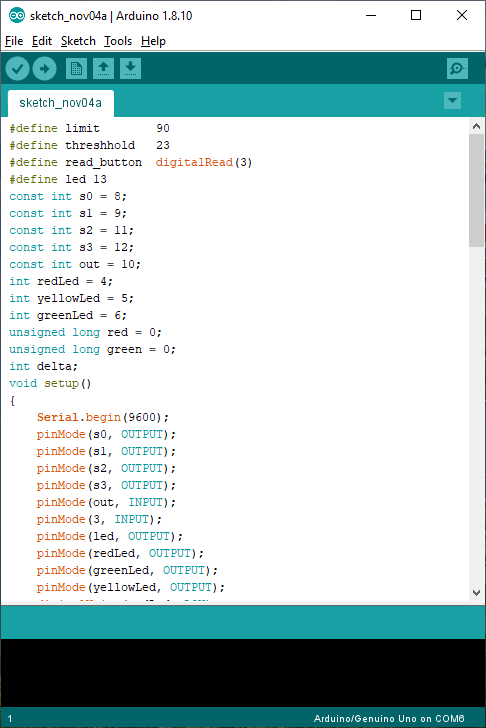 sketch_nov04a | Arduino 1.8.10
File Edit Sketch Tools Help
sketch_nov04a
#define limit        90
#define threshhold   23
#define read_button  digitalRead(3)
#define led 13
const int s0 = 8;
const int s1 = 9;
const int s2 = 11;
const int s3 = 12;
const int out = 10;
int redLed = 4;
int yellowLed = 5;
int greenLed = 6;
unsigned long red = 0;
unsigned long green = 0;
int delta;
void setup()
{
    Serial.begin(9600);
    pinMode(s0, OUTPUT);
    pinMode(s1, OUTPUT);
    pinMode(s2, OUTPUT);
    pinMode(s3, OUTPUT);
    pinMode(out, INPUT);
    pinMode(3, INPUT);
    pinMode(led, OUTPUT);
    pinMode(redLed, OUTPUT);
    pinMode(greenLed, OUTPUT);
    pinMode(yellowLed, OUTPUT);
1 Arduino/Genuino Uno on COM6